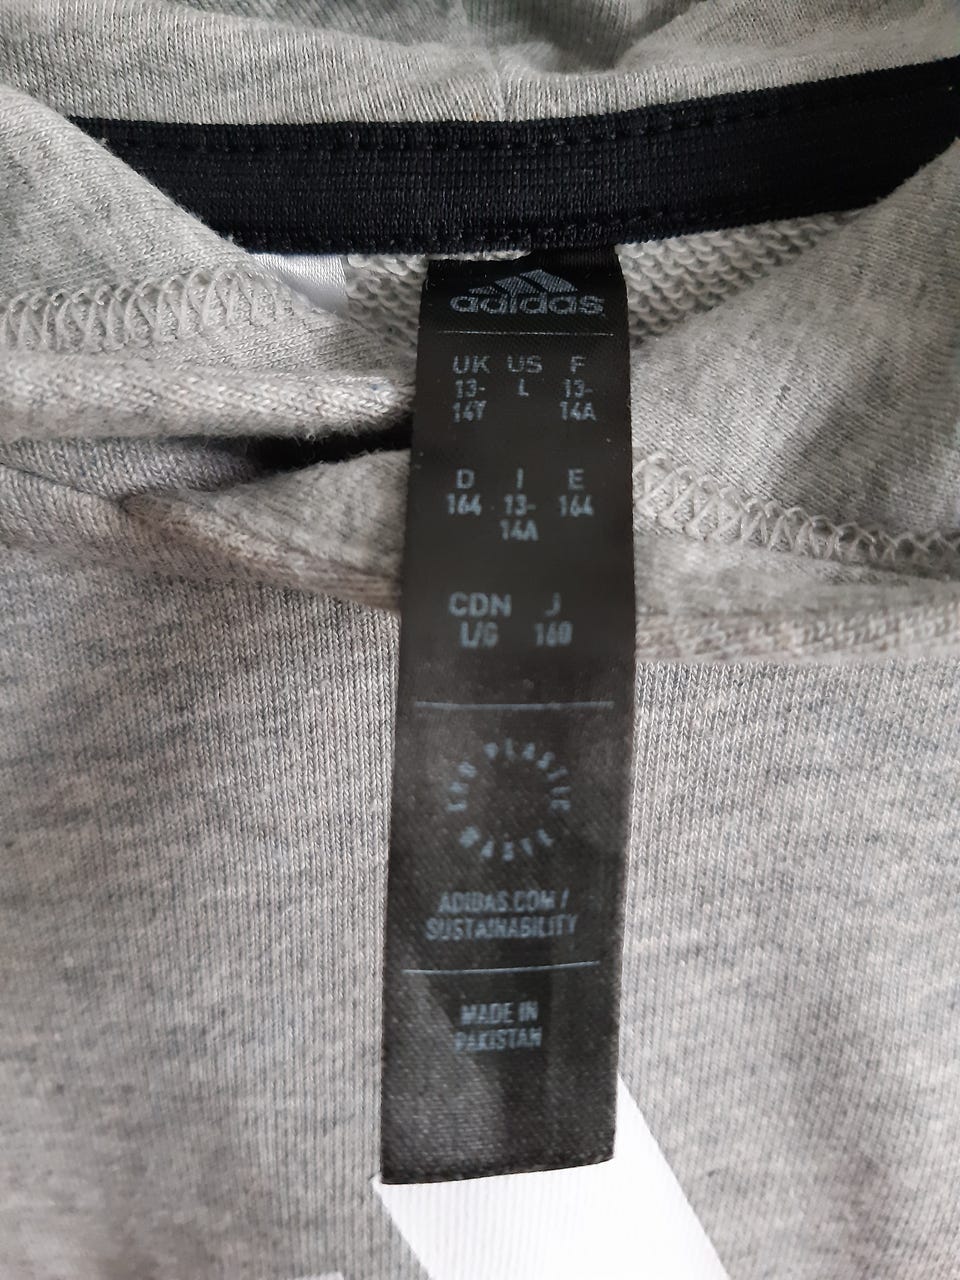 adidas
UK US F
13- L 13-
14Y 14A
D I E
164 13- 164
14A
CDN J
L/G 160
END PLASTIC WASTE
ADIDAS.COM/
SUSTAINABILITY
MADE IN
PAKISTAN